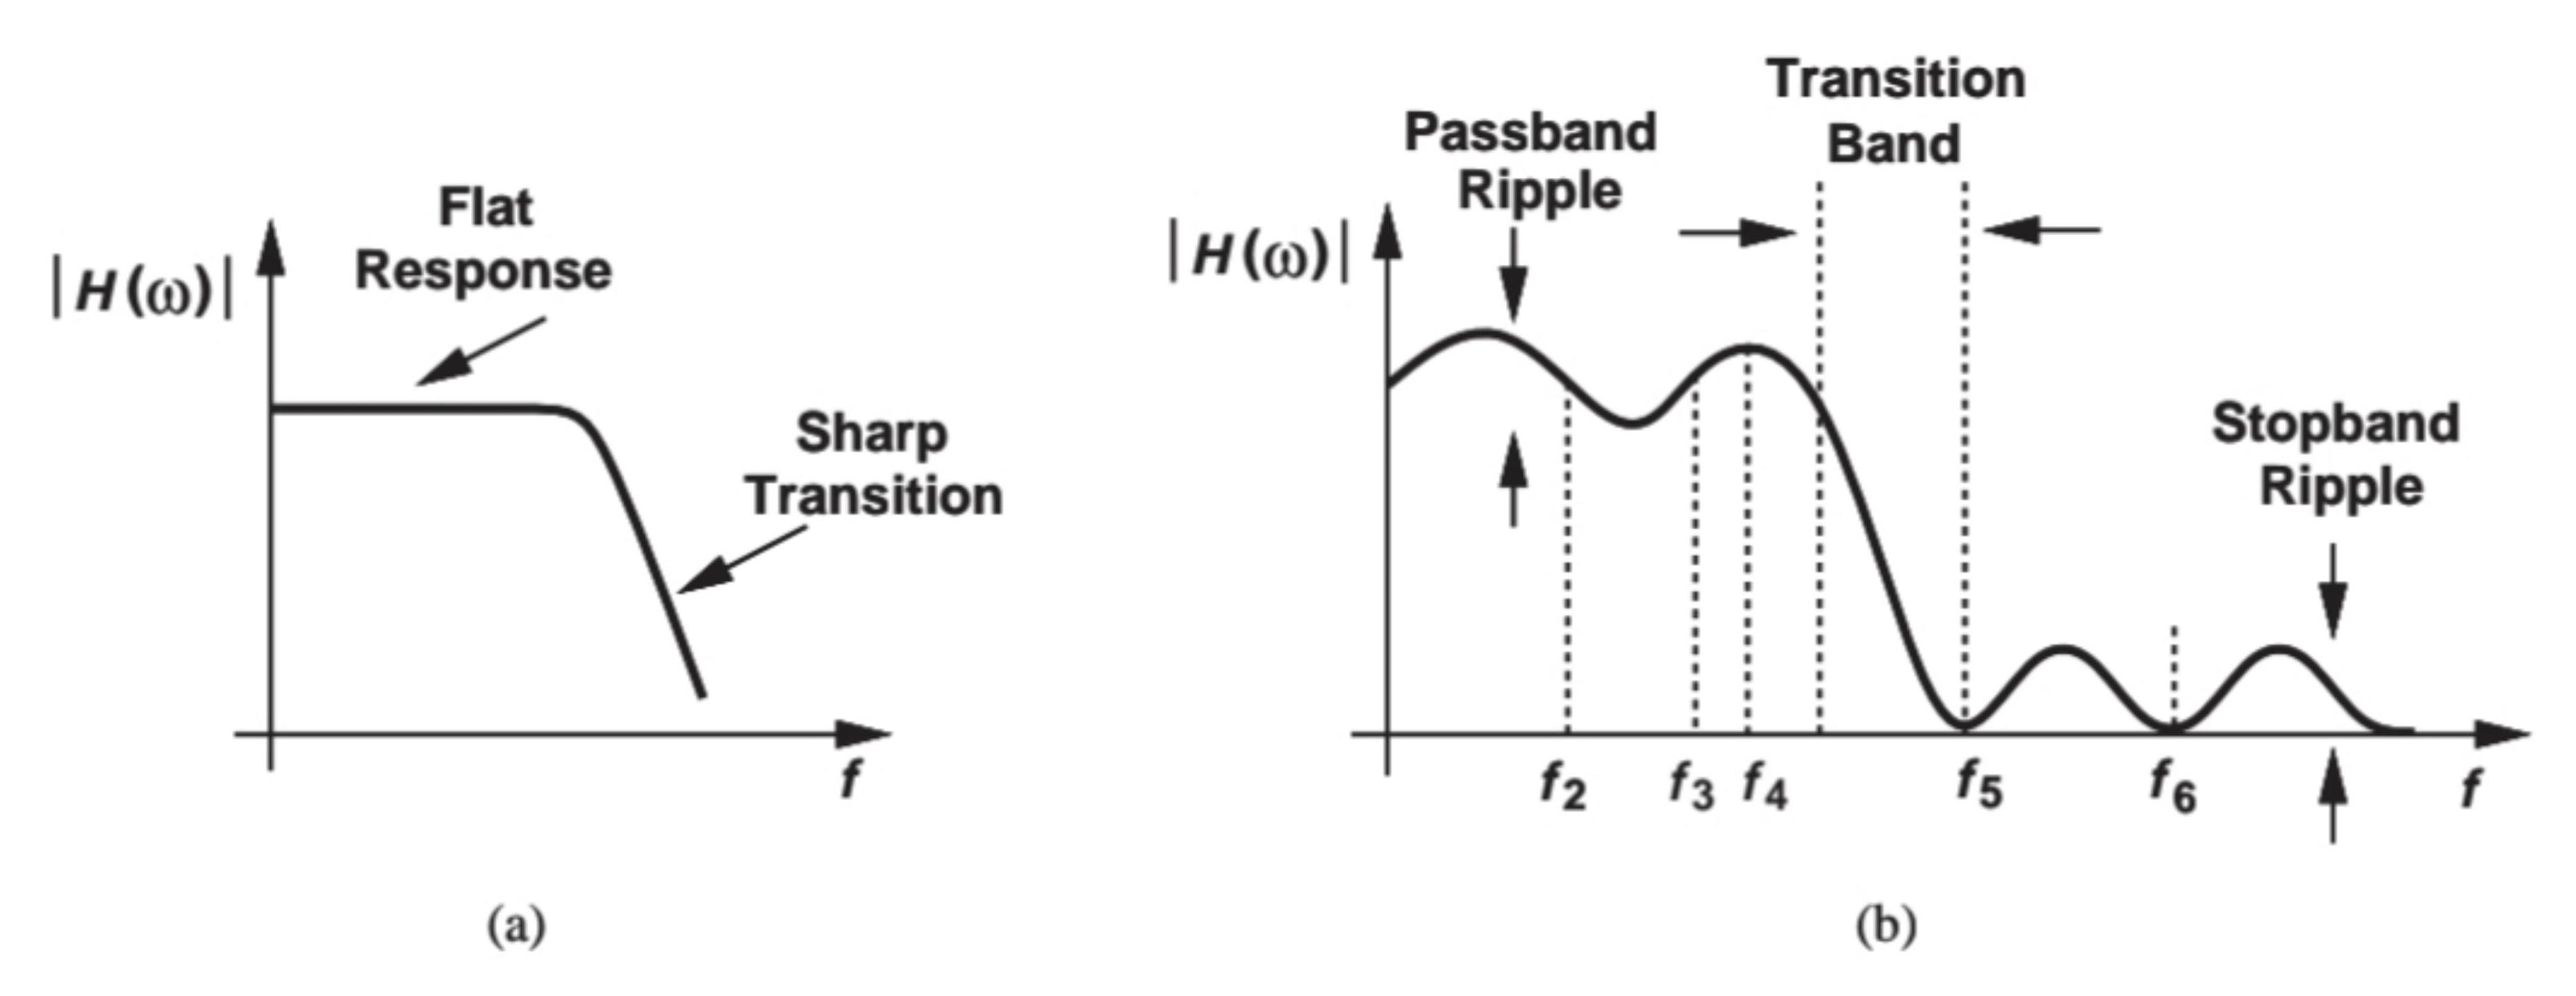 Flat
Response
|H(ω)|
Sharp
Transition
f
(a)
Transition
Band
Passband
Ripple
|H(ω)|
Stopband
Ripple
f2 f3 f4 f5 f6 f
(b)